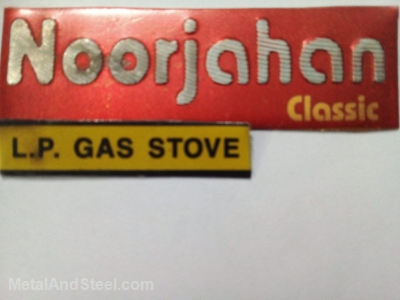 Noorjahan
Classic
L.P. GAS STOVE
MetalAndSteel.com